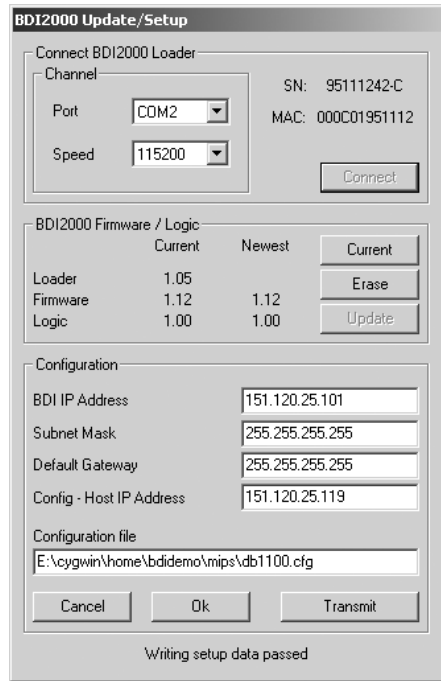 BDI2000 Update/Setup
Connect BDI2000 Loader
Channel
Port COM2
Speed 115200
SN: 95111242-C
MAC: 000C01951112
Connect
BDI2000 Firmware / Logic
Current Newest
Current
Loader 1.05
Erase
Firmware 1.12 1.12
Logic 1.00 1.00
Update
Configuration
BDI IP Address 151.120.25.101
Subnet Mask 255.255.255.255
Default Gateway 255.255.255.255
Config - Host IP Address 151.120.25.119
Configuration file
E:\cygwin\home\bdidemo\mips\db1100.cfg
Cancel Ok Transmit
Writing setup data passed